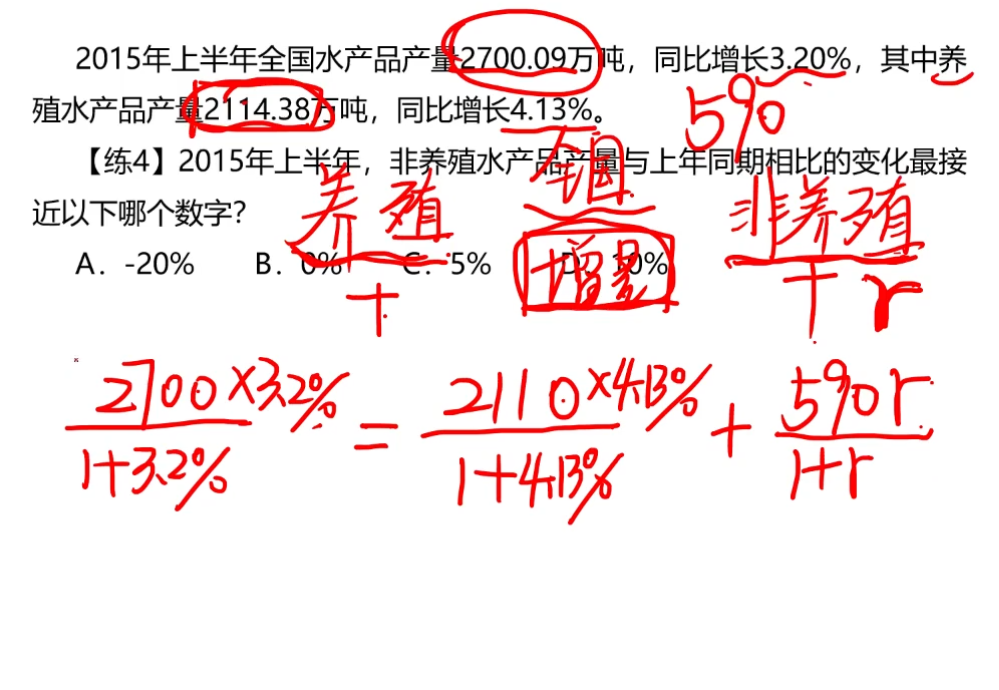 2015年上半年全国水产品产量2700.09万吨，同比增长3.20%，其中养
殖水产品产量2114.38万吨，同比增长4.13%。
590
【练4】2015年上半年，非养殖水产品产量与上年同期相比的变化最接
全国
近以下哪个数字？
养殖
非养殖
A．-20% B．0% C．5% D．10%
增量
+
+ r
2700×3.2% / 1+3.2% = 2110×4.13% / 1+4.13% + 590r / 1+r